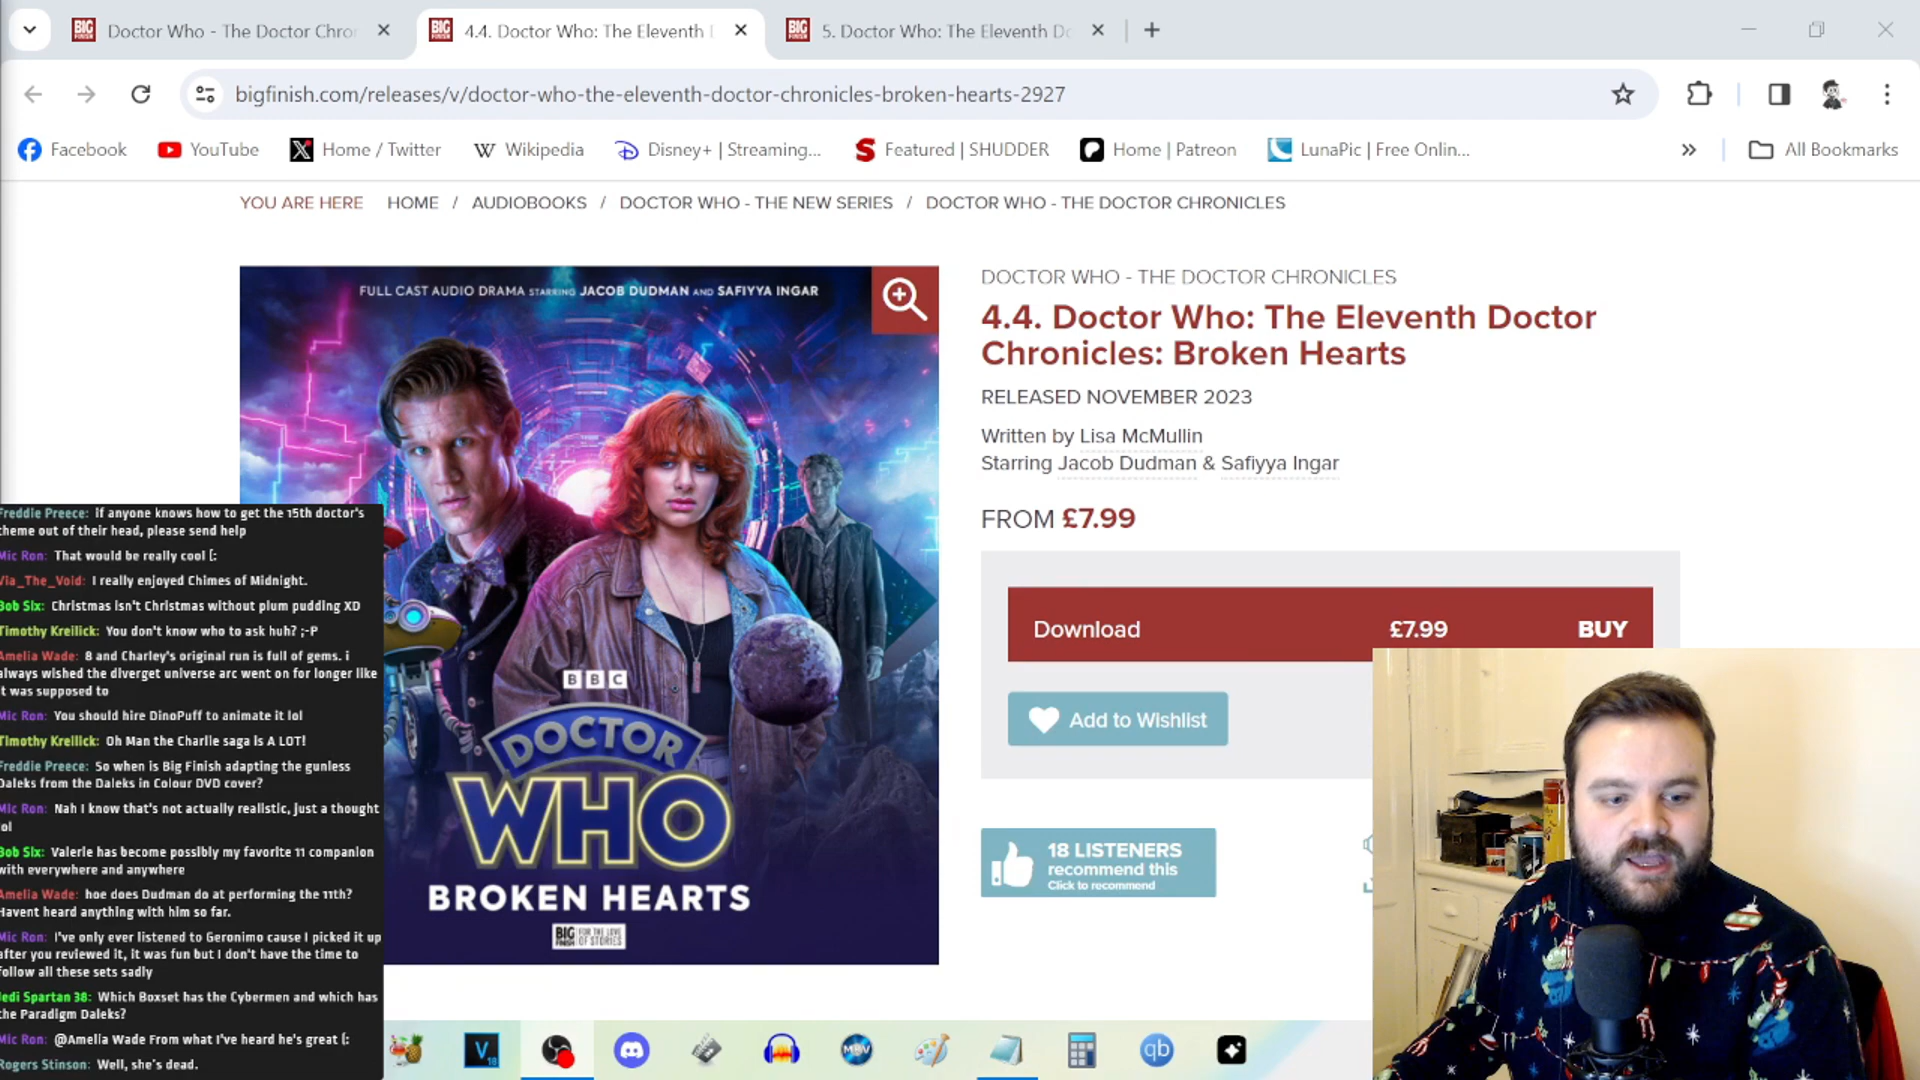 Doctor Who - The Doctor Chro
4.4. Doctor Who: The Eleventh
5. Doctor Who: The Eleventh Do
bigfinish.com/releases/v/doctor-who-the-eleventh-doctor-chronicles-broken-hearts-2927
Facebook
YouTube
Home / Twitter
Wikipedia
Disney+ | Streaming...
Featured | SHUDDER
Home | Patreon
LunaPic | Free Onlin...
All Bookmarks
YOU ARE HERE HOME / AUDIOBOOKS / DOCTOR WHO - THE NEW SERIES / DOCTOR WHO - THE DOCTOR CHRONICLES
FULL CAST AUDIO DRAMA STARRING JACOB DUDMAN AND SAFIYYA INGAR
BBC
DOCTOR
WHO
BROKEN HEARTS
BIG FINISH FOR THE LOVE OF STORIES
DOCTOR WHO - THE DOCTOR CHRONICLES
4.4. Doctor Who: The Eleventh Doctor
Chronicles: Broken Hearts
RELEASED NOVEMBER 2023
Written by Lisa McMullin
Starring Jacob Dudman & Safiyya Ingar
FROM £7.99
Download £7.99 BUY
Add to Wishlist
18 LISTENERS
recommend this
Click to recommend
Freddie Preece: If anyone knows how to get the 15th doctor's
theme out of their head, please send help
Mic Ron: That would be really cool (:
Via_The_Void: I really enjoyed Chimes of Midnight.
Bob Six: Christmas isn't Christmas without plum pudding XD
Timothy Kreilick: You don't know who to ask huh? ;-P
Amelia Wade: 8 and Charley's original run is full of gems. i
always wished the diverget universe arc went on for longer like
it was supposed to
Mic Ron: You should hire DinoPuff to animate it lol
Timothy Kreilick: Oh Man the Charlie saga is A LOT!
Freddie Preece: So when is Big Finish adapting the gunless
Daleks from the Daleks in Colour DVD cover?
Mic Ron: Nah I know that's not actually realistic, just a thought
lol
Bob Six: Valerie has become possibly my favorite 11 companion
with everywhere and anywhere
Amelia Wade: hoe does Dudman do at performing the 11th?
Havent heard anything with him so far.
Mic Ron: I've only ever listened to Geronimo cause I picked it up
after you reviewed it, it was fun but I don't have the time to
follow all these sets sadly
Jedi Spartan 38: Which Boxset has the Cybermen and which has
the Paradigm Daleks?
Mic Ron: @Amelia Wade From what I've heard he's great (:
Rogers Stinson: Well, she's dead.